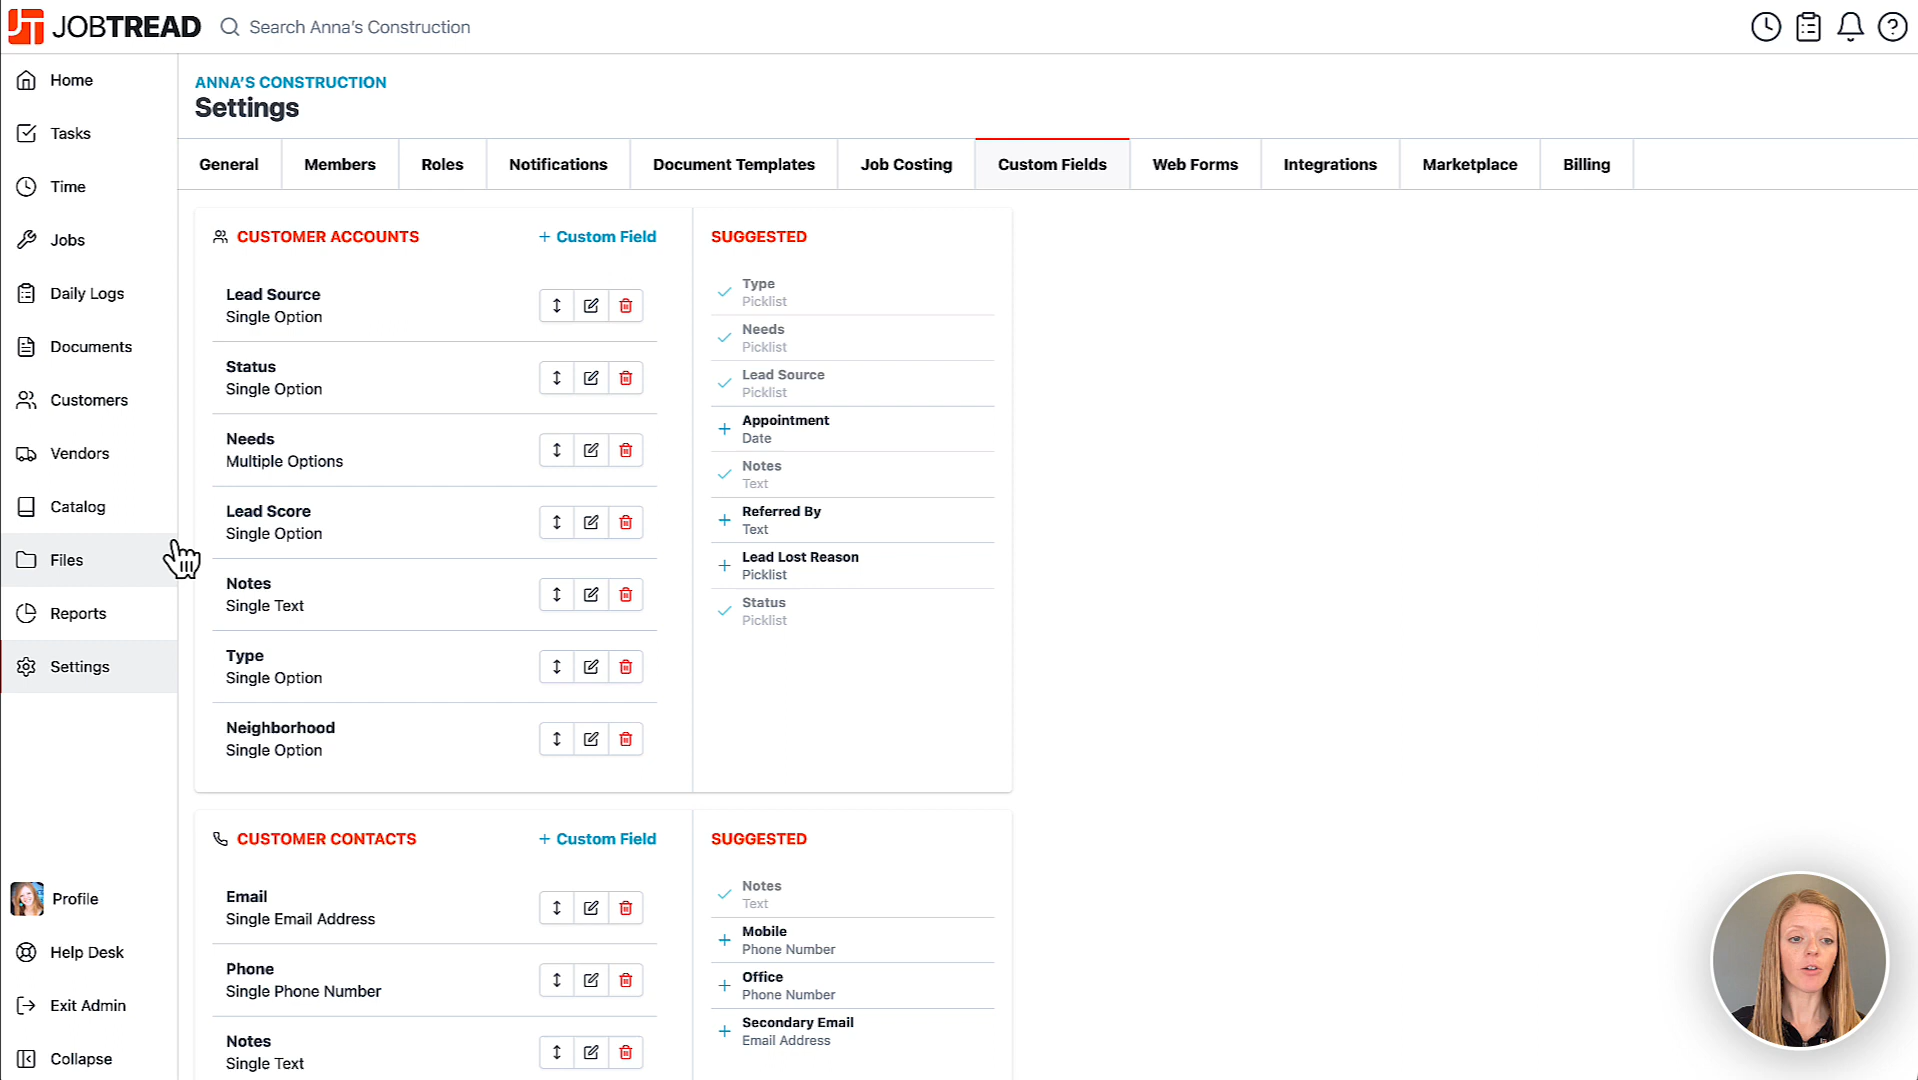 JOBTREAD
Search Anna's Construction
Home
Tasks
Time
Jobs
Daily Logs
Documents
Customers
Vendors
Catalog
Files
Reports
Settings
Profile
Help Desk
Exit Admin
Collapse
ANNA'S CONSTRUCTION
Settings
General
Members
Roles
Notifications
Document Templates
Job Costing
Custom Fields
Web Forms
Integrations
Marketplace
Billing
CUSTOMER ACCOUNTS
+ Custom Field
Lead Source
Single Option
Status
Single Option
Needs
Multiple Options
Lead Score
Single Option
Notes
Single Text
Type
Single Option
Neighborhood
Single Option
SUGGESTED
Type
Picklist
Needs
Picklist
Lead Source
Picklist
Appointment
Date
Notes
Text
Referred By
Text
Lead Lost Reason
Picklist
Status
Picklist
CUSTOMER CONTACTS
+ Custom Field
Email
Single Email Address
Phone
Single Phone Number
Notes
Single Text
SUGGESTED
Notes
Text
Mobile
Phone Number
Office
Phone Number
Secondary Email
Email Address